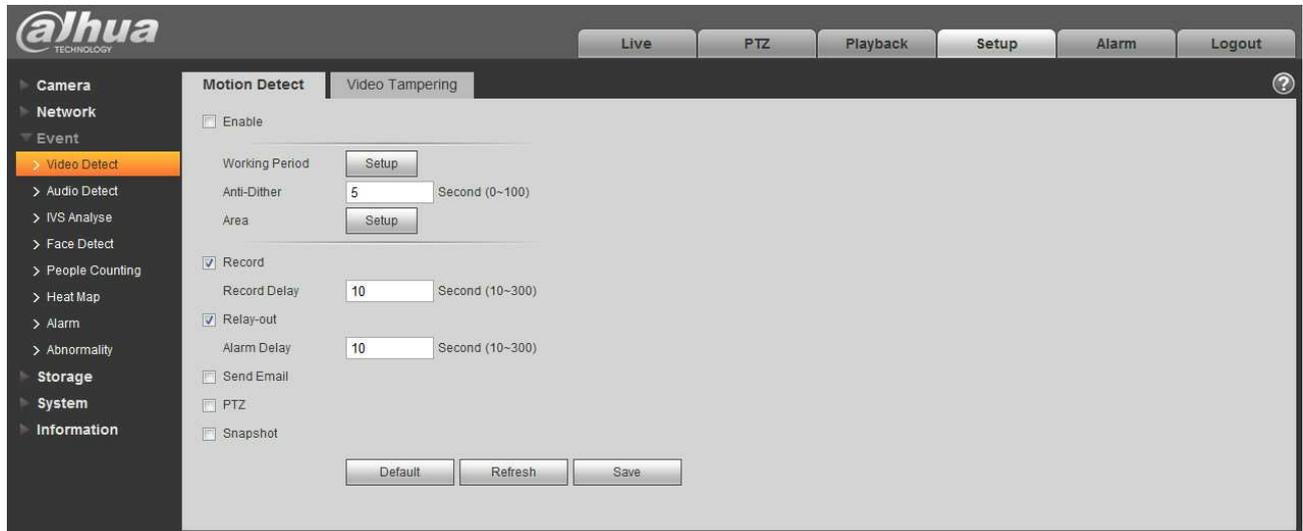 alhua
TECHNOLOGY
Live PTZ Playback Setup Alarm Logout
Camera
Network
Event
Video Detect
Audio Detect
IVS Analyse
Face Detect
People Counting
Heat Map
Alarm
Abnormality
Storage
System
Information
Motion Detect Video Tampering
?
Enable
Working Period Setup
Anti-Dither 5 Second (0~100)
Area Setup
Record
Record Delay 10 Second (10~300)
Relay-out
Alarm Delay 10 Second (10~300)
Send Email
PTZ
Snapshot
Default Refresh Save